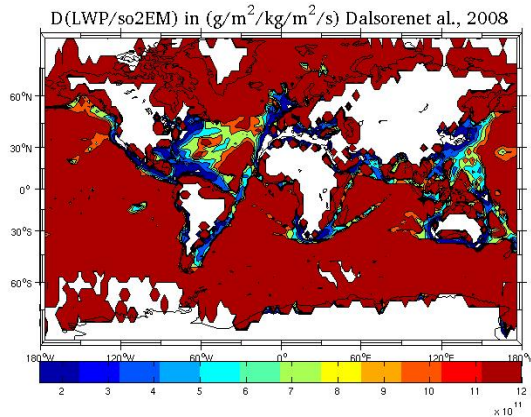 D(LWP/so2EM) in (g/m²/kg/m²/s) Dalsorenet al., 2008
60°N
30°N
0°
30°S
60°S
180°W 120°W 60°W 0° 60°E 120°E 180°E
2 3 4 5 6 7 8 9 10 11 12
x 10¹¹